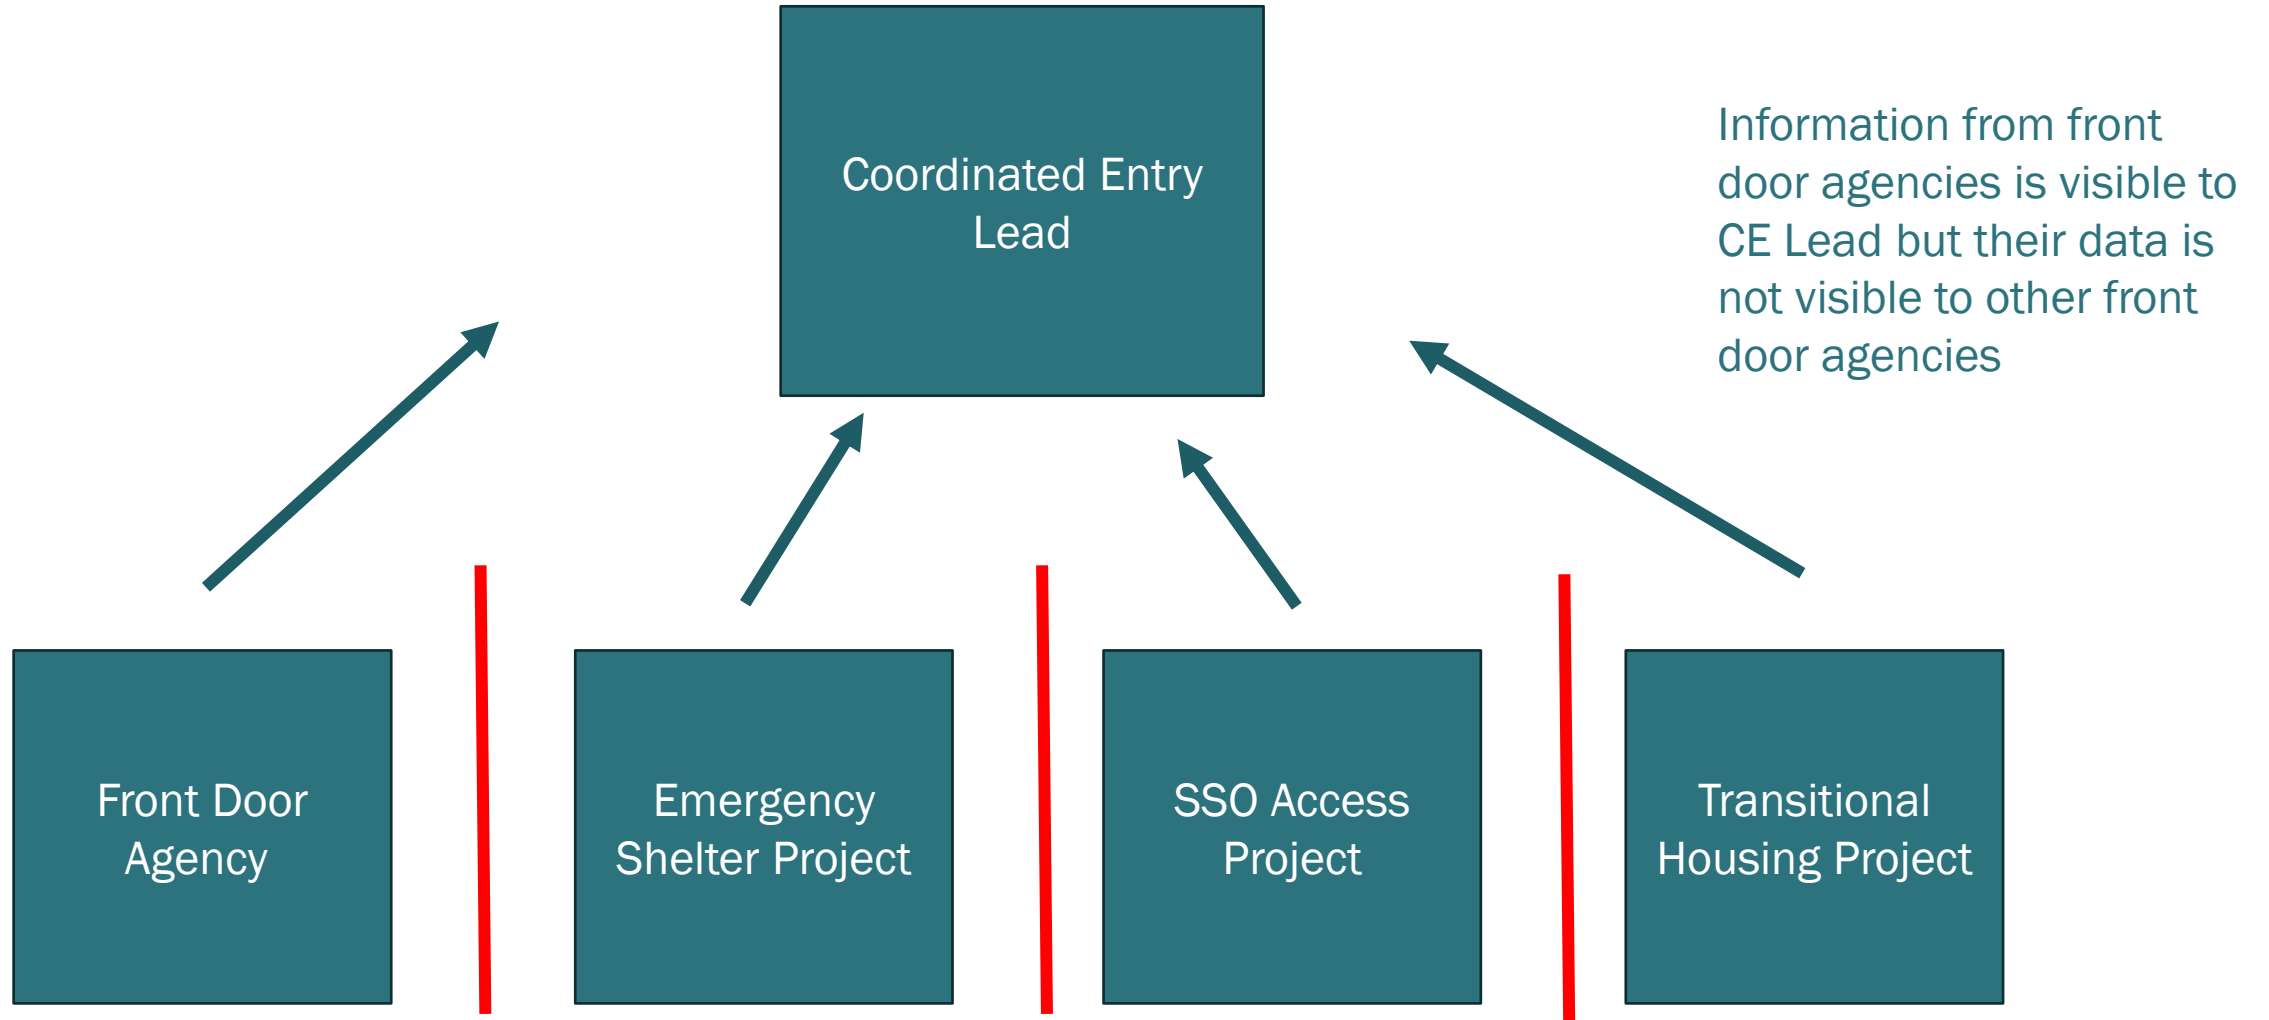 Coordinated Entry
Lead
Information from front
door agencies is visible to
CE Lead but their data is
not visible to other front
door agencies
Front Door
Agency
Emergency
Shelter Project
SSO Access
Project
Transitional
Housing Project